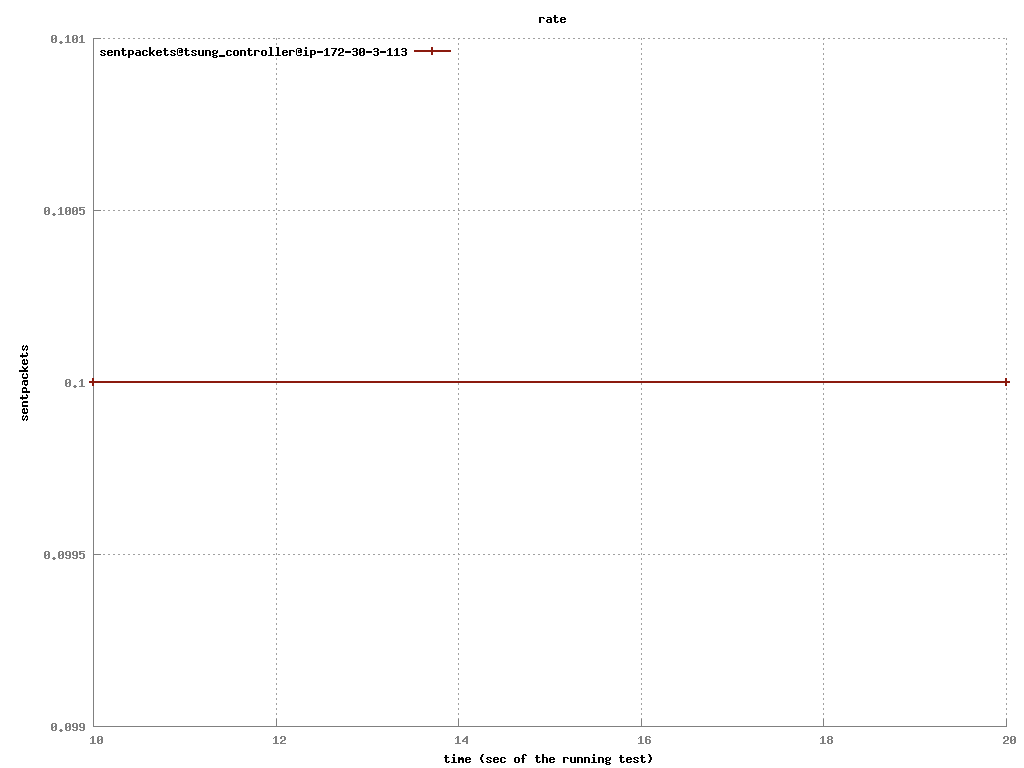 rate
0.101
sentpackets@tsung_controller@ip-172-30-3-113
0.1005
sentpackets
0.1
0.0995
0.099
10 12 14 16 18 20
time (sec of the running test)